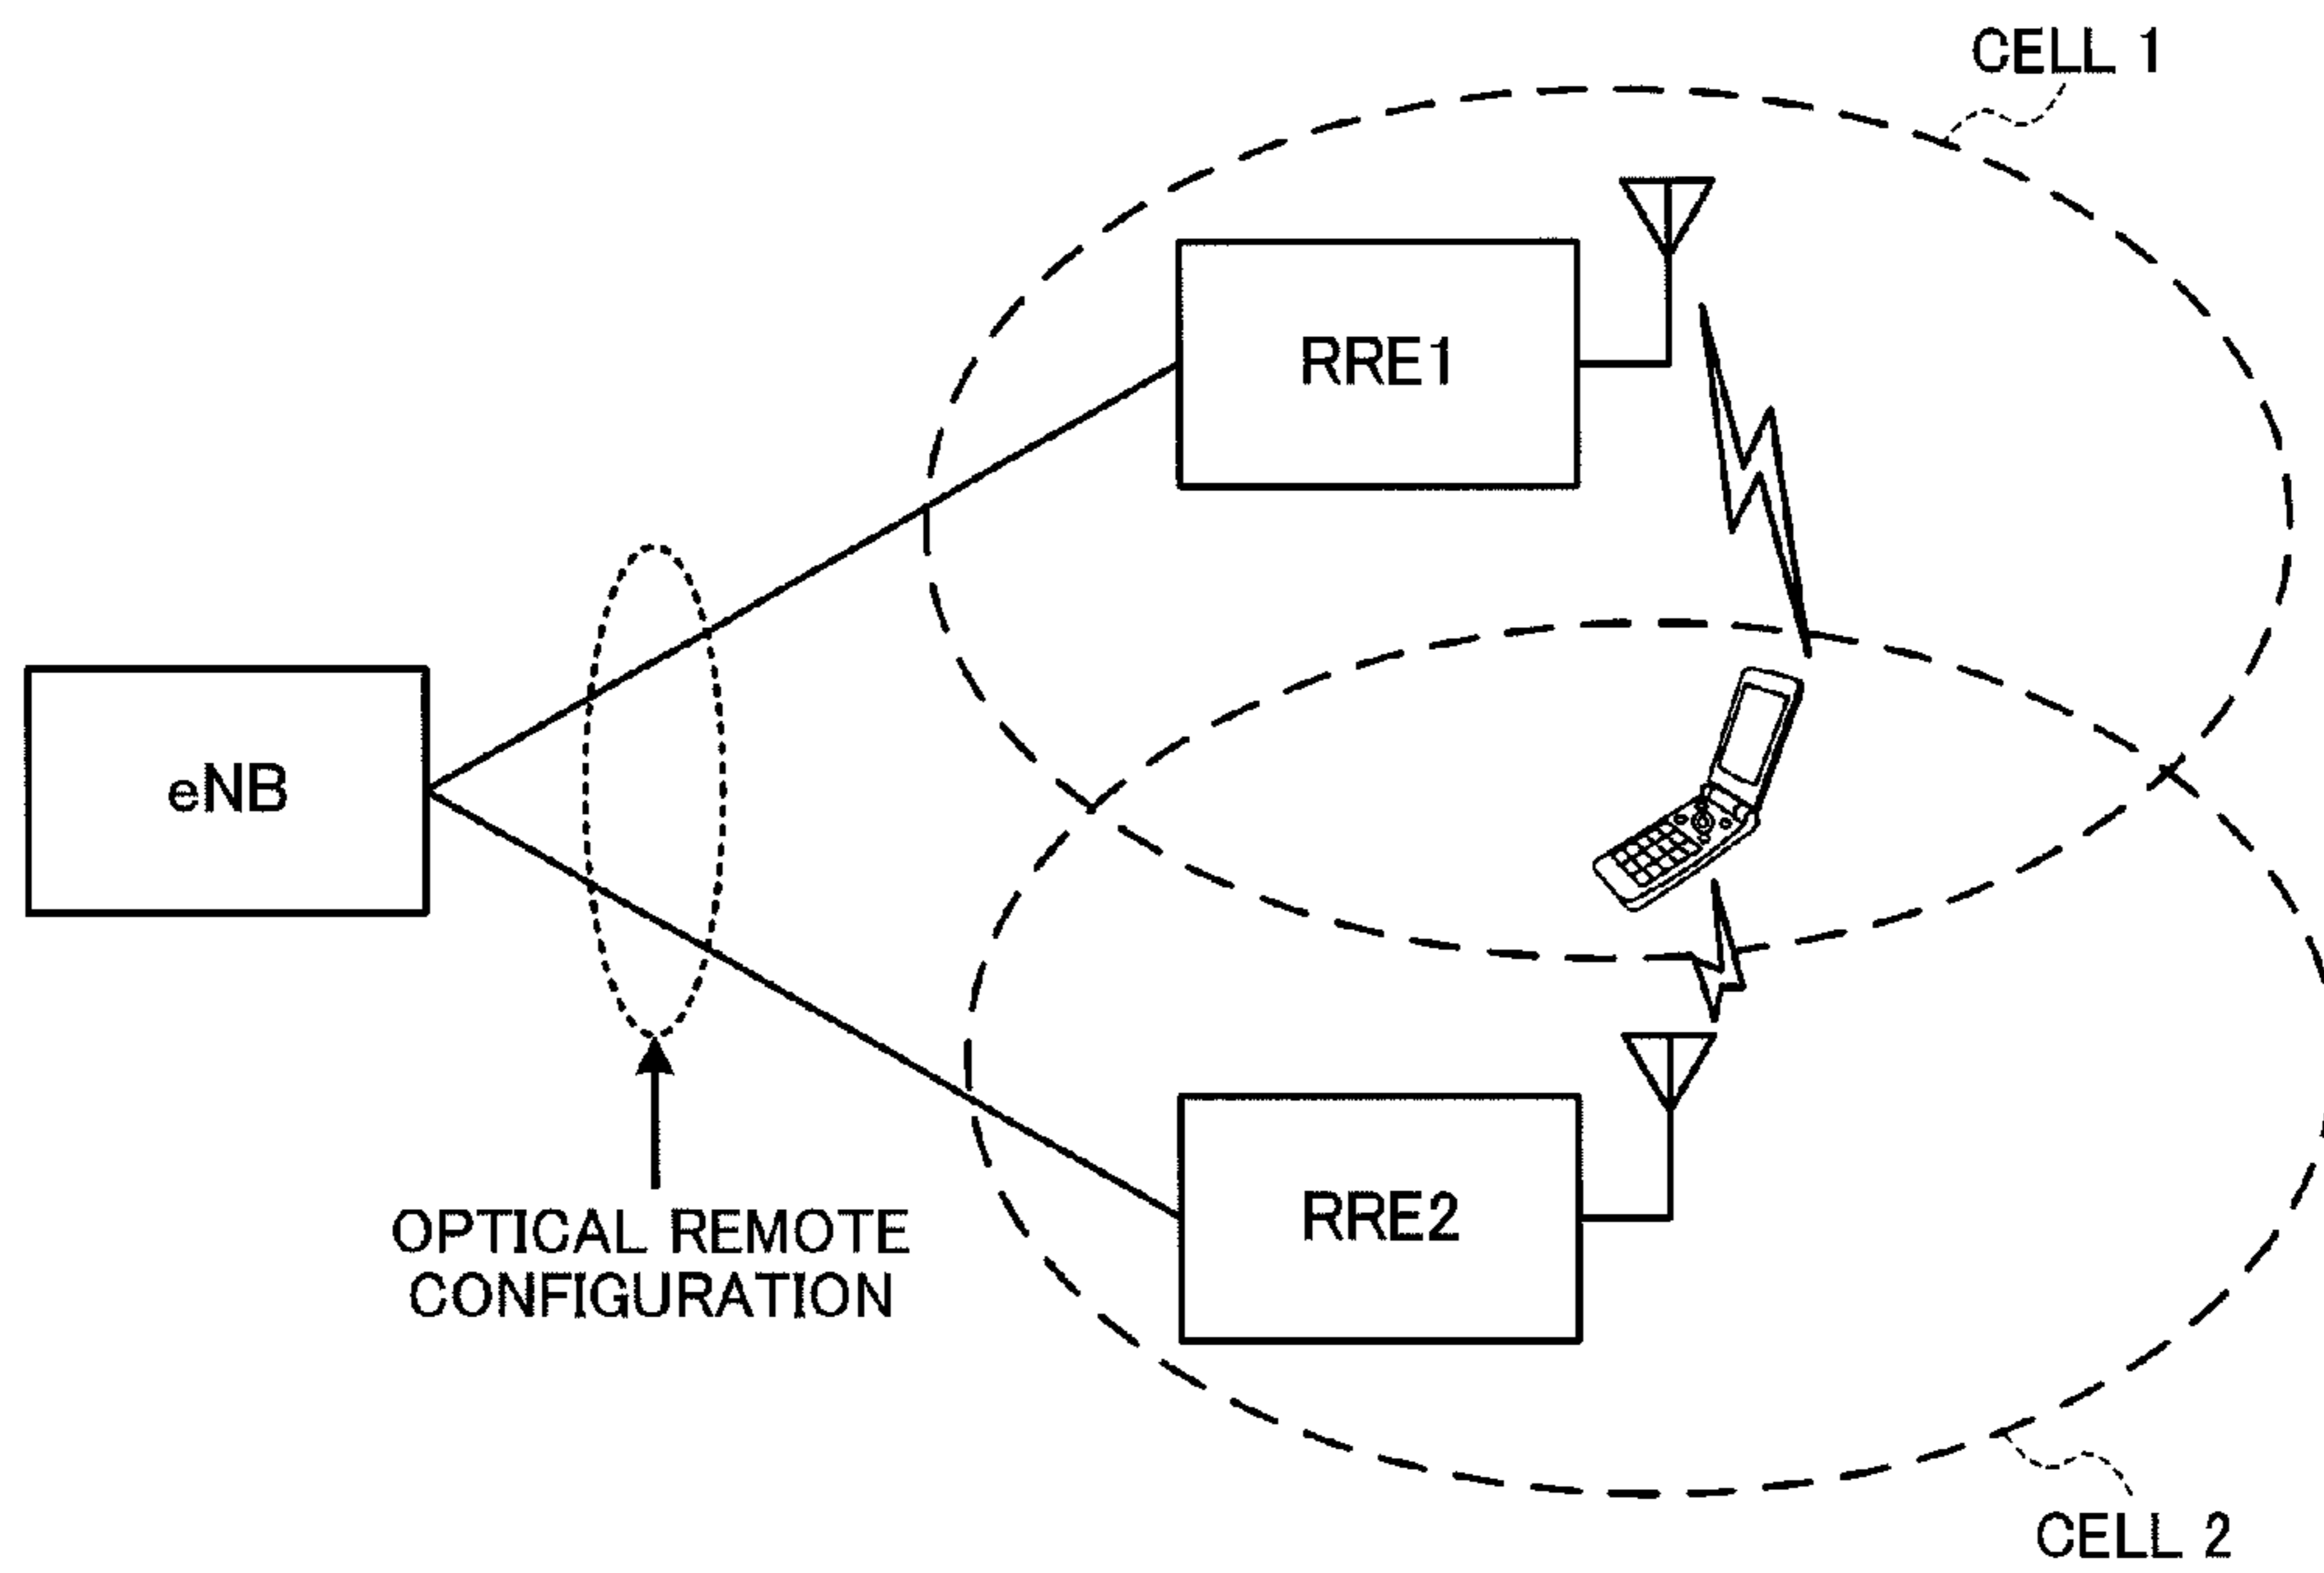 CELL 1
RRE1
eNB
RRE2
OPTICAL REMOTE
CONFIGURATION
CELL 2